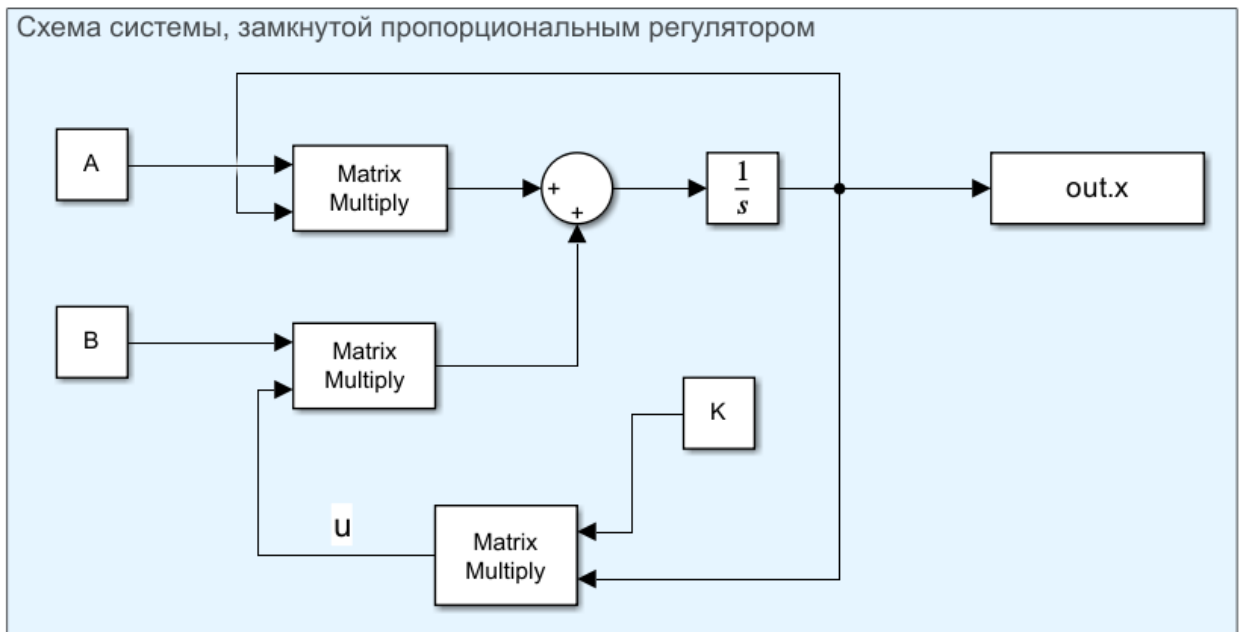 Схема системы, замкнутой пропорциональным регулятором
A
Matrix
Multiply
+
+
1
s
out.x
B
Matrix
Multiply
K
u
Matrix
Multiply